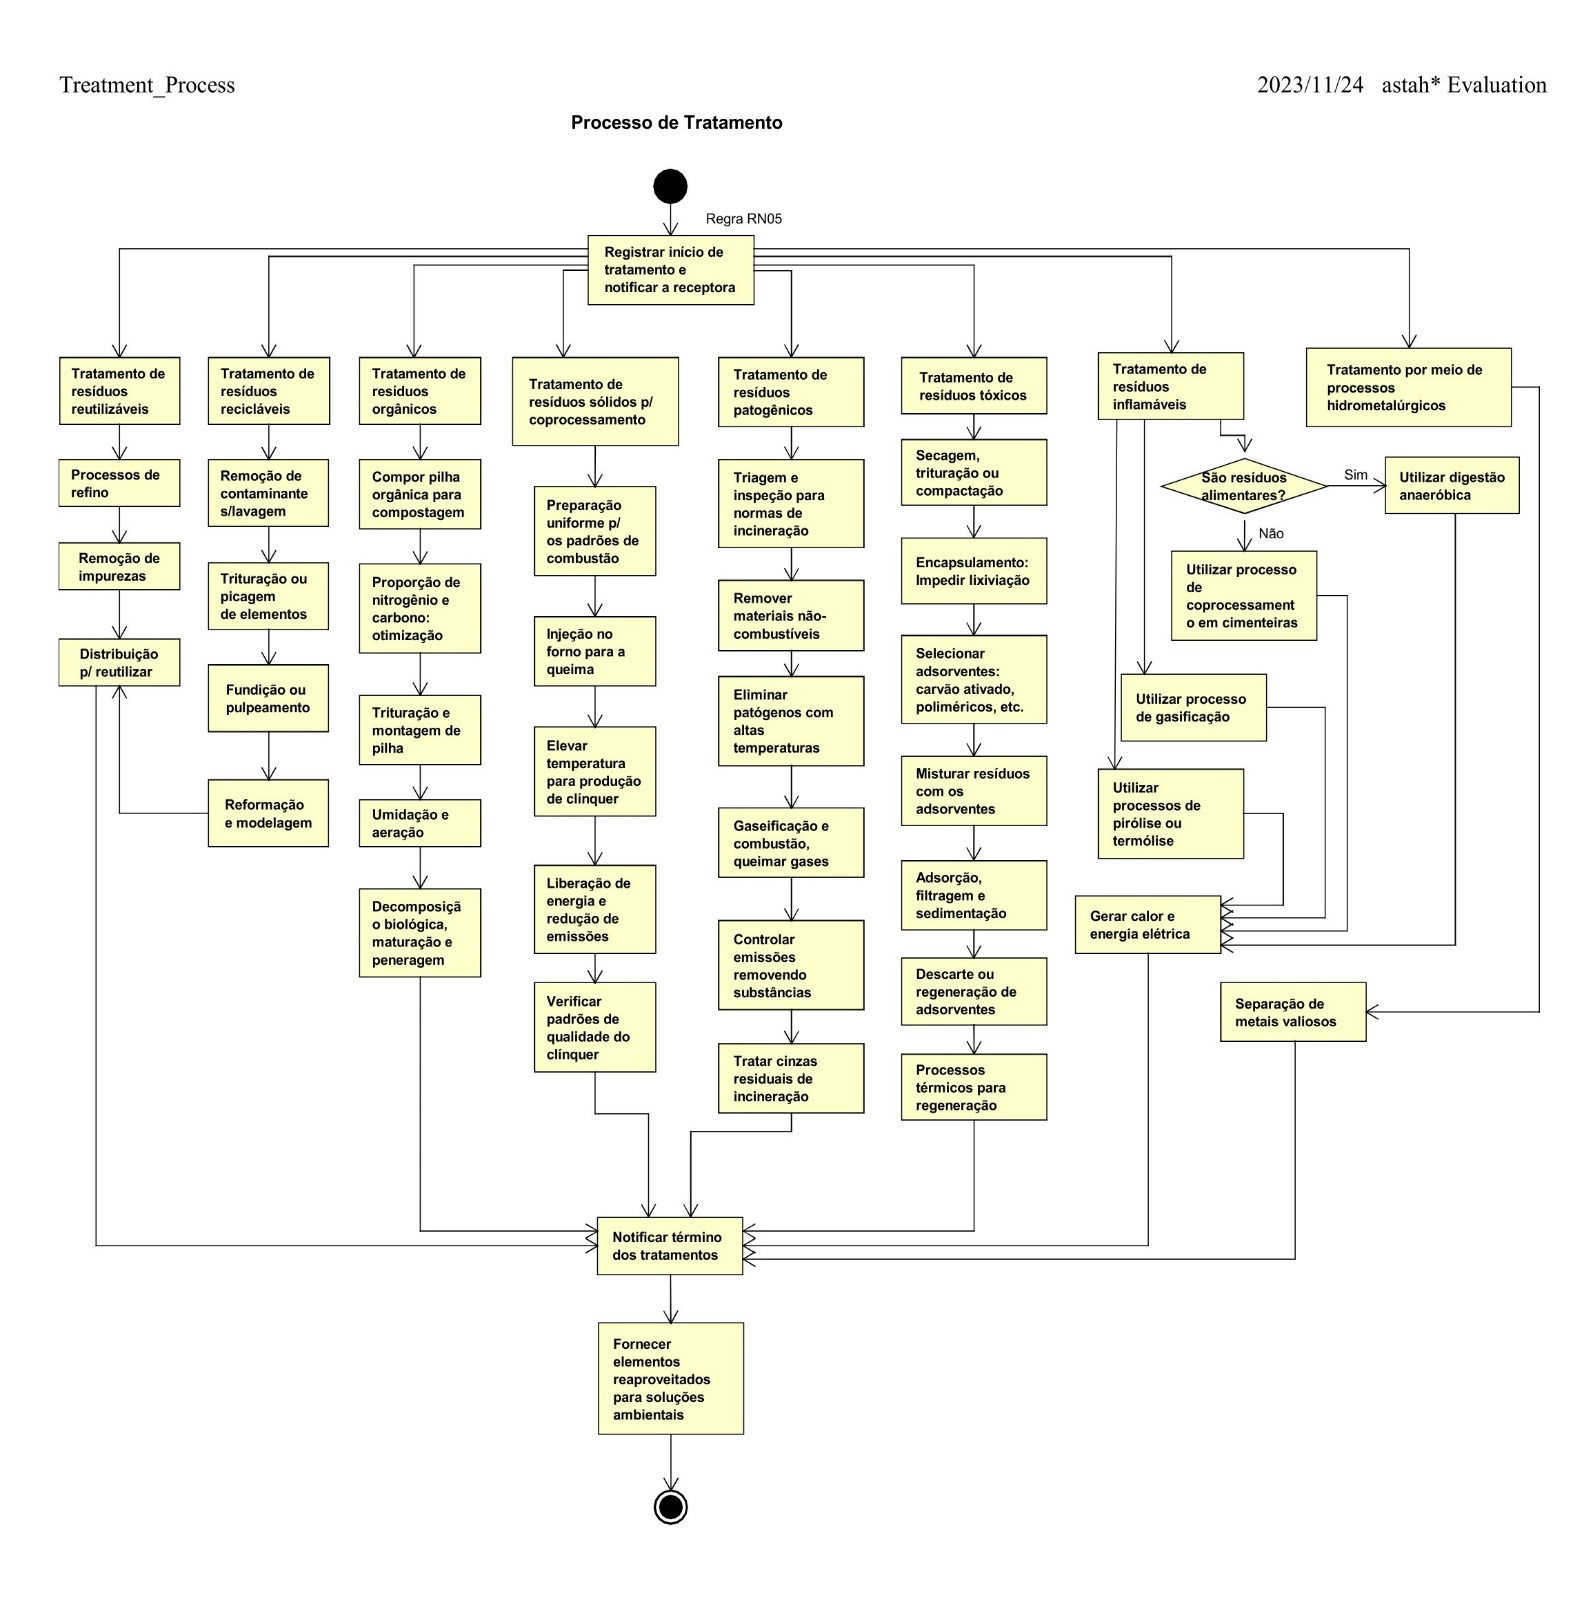 Treatment_Process
2023/11/24 astah* Evaluation
Processo de Tratamento
Regra RN05
Registrar início de
tratamento e
notificar a receptora
Tratamento de
resíduos
reutilizáveis
Processos de
refino
Remoção de
impurezas
Distribuição
p/ reutilizar
Tratamento de
resíduos
recicláveis
Remoção de
contaminante
s/lavagem
Trituração ou
picagem
de elementos
Fundição ou
pulpeamento
Reformação
e modelagem
Tratamento de
resíduos
orgânicos
Compor pilha
orgânica para
compostagem
Proporção de
nitrogênio e
carbono:
otimização
Trituração e
montagem de
pilha
Umidação e
aeração
Decomposiçã
o biológica,
maturação e
peneragem
Tratamento de
resíduos sólidos p/
coprocessamento
Preparação
uniforme p/
os padrões de
combustão
Injeção no
forno para a
queima
Elevar
temperatura
para produção
de clínquer
Liberação de
energia e
redução de
emissões
Verificar
padrões de
qualidade do
clínquer
Tratamento de
resíduos
patogênicos
Triagem e
inspeção para
normas de
incineração
Remover
materiais não-
combustíveis
Eliminar
patógenos com
altas
temperaturas
Gaseificação e
combustão,
queimar gases
Controlar
emissões
removendo
substâncias
Tratar cinzas
residuais de
incineração
Tratamento de
resíduos tóxicos
Secagem,
trituração ou
compactação
Encapsulamento:
Impedir lixiviação
Selecionar
adsorventes:
carvão ativado,
poliméricos, etc.
Misturar resíduos
com os
adsorventes
Adsorção,
filtragem e
sedimentação
Descarte ou
regeneração de
adsorventes
Processos
térmicos para
regeneração
Tratamento de
resíduos
inflamáveis
São resíduos
alimentares?
Sim
Utilizar digestão
anaeróbica
Não
Utilizar processo
de
coprocessament
o em cimenteiras
Utilizar processo
de gasificação
Utilizar
processos de
pirólise ou
termólise
Gerar calor e
energia elétrica
Tratamento por meio de
processos
hidrometalúrgicos
Separação de
metais valiosos
Notificar término
dos tratamentos
Fornecer
elementos
reaproveitados
para soluções
ambientais